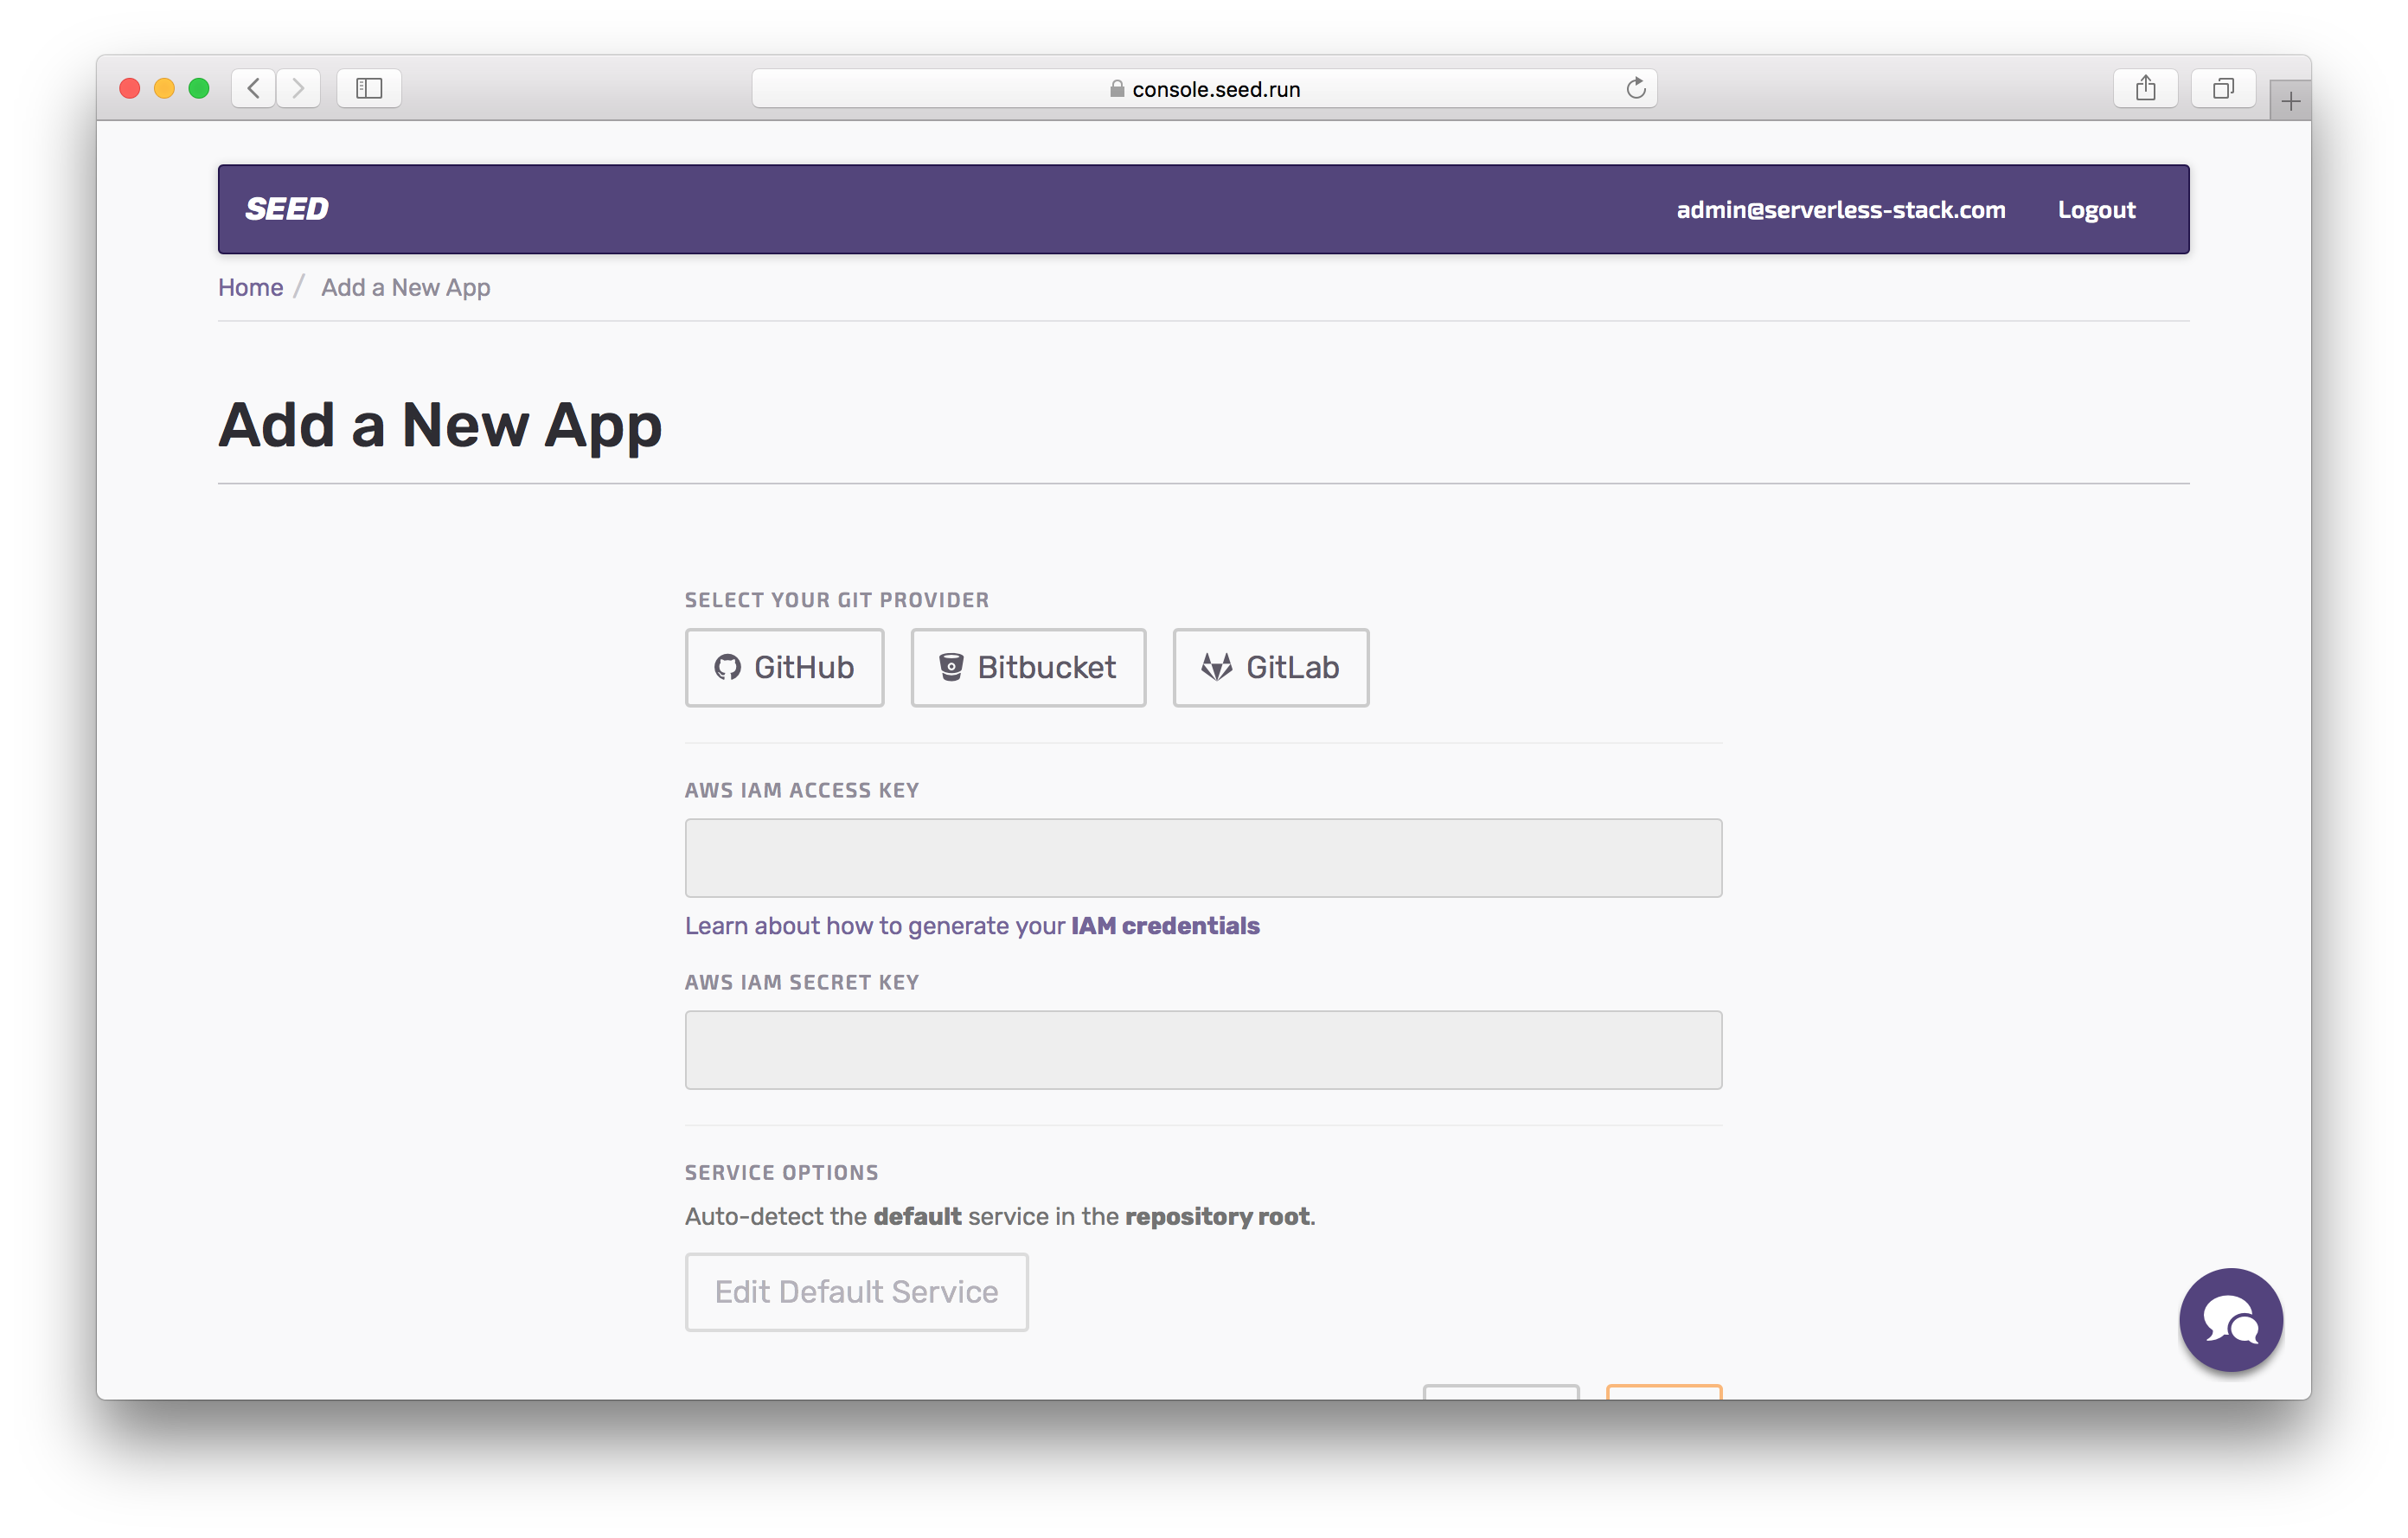 console.seed.run
SEED
admin@serverless-stack.com Logout
Home / Add a New App
Add a New App
SELECT YOUR GIT PROVIDER
GitHub Bitbucket GitLab
AWS IAM ACCESS KEY
Learn about how to generate your IAM credentials
AWS IAM SECRET KEY
SERVICE OPTIONS
Auto-detect the default service in the repository root.
Edit Default Service